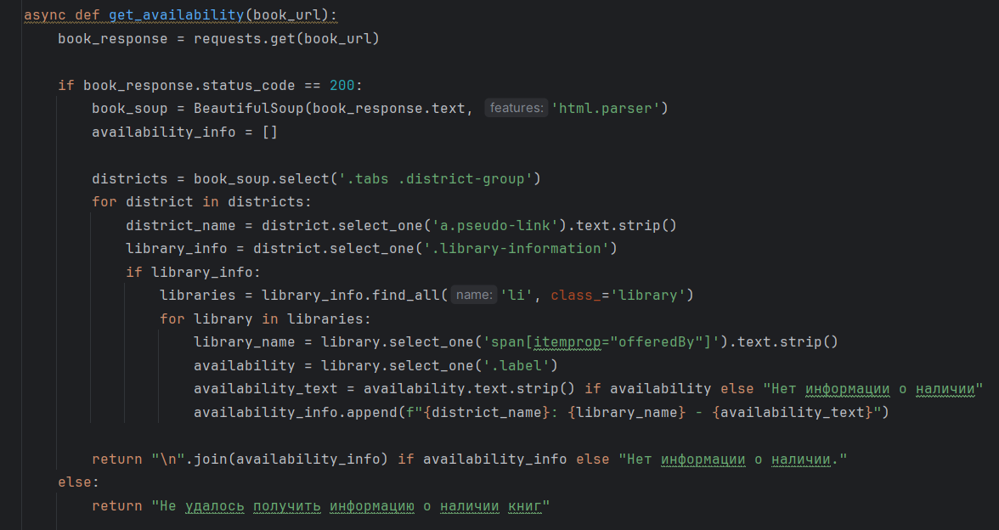 async def get_availability(book_url):
    book_response = requests.get(book_url)

    if book_response.status_code == 200:
        book_soup = BeautifulSoup(book_response.text, features: 'html.parser')
        availability_info = []

        districts = book_soup.select('.tabs .district-group')
        for district in districts:
            district_name = district.select_one('a.pseudo-link').text.strip()
            library_info = district.select_one('.library-information')
            if library_info:
                libraries = library_info.find_all( name: 'li', class_='library')
                for library in libraries:
                    library_name = library.select_one('span[itemprop="offeredBy"]').text.strip()
                    availability = library.select_one('.label')
                    availability_text = availability.text.strip() if availability else "Нет информации о наличии"
                    availability_info.append(f"{district_name}: {library_name} - {availability_text}")

        return "\n".join(availability_info) if availability_info else "Нет информации о наличии."
    else:
        return "Не удалось получить информацию о наличии книг"